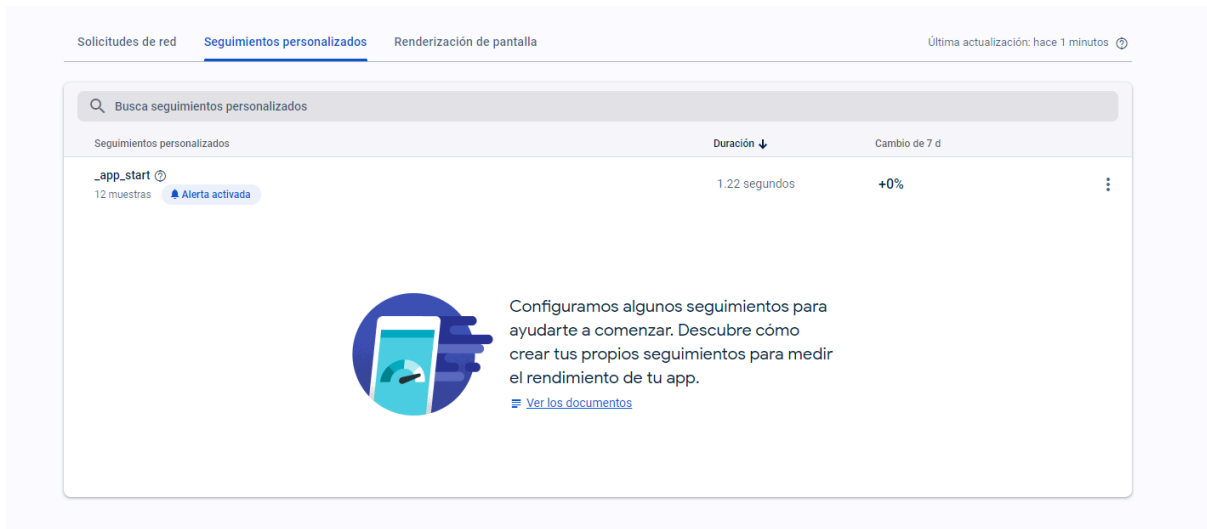 Solicitudes de red
Seguimientos personalizados
Renderización de pantalla
Última actualización: hace 1 minutos
Busca seguimientos personalizados
Seguimientos personalizados
Duración
Cambio de 7 d
_app_start
1.22 segundos
+0%
12 muestras
Alerta activada
Configuramos algunos seguimientos para
ayudarte a comenzar. Descubre cómo
crear tus propios seguimientos para medir
el rendimiento de tu app.
Ver los documentos